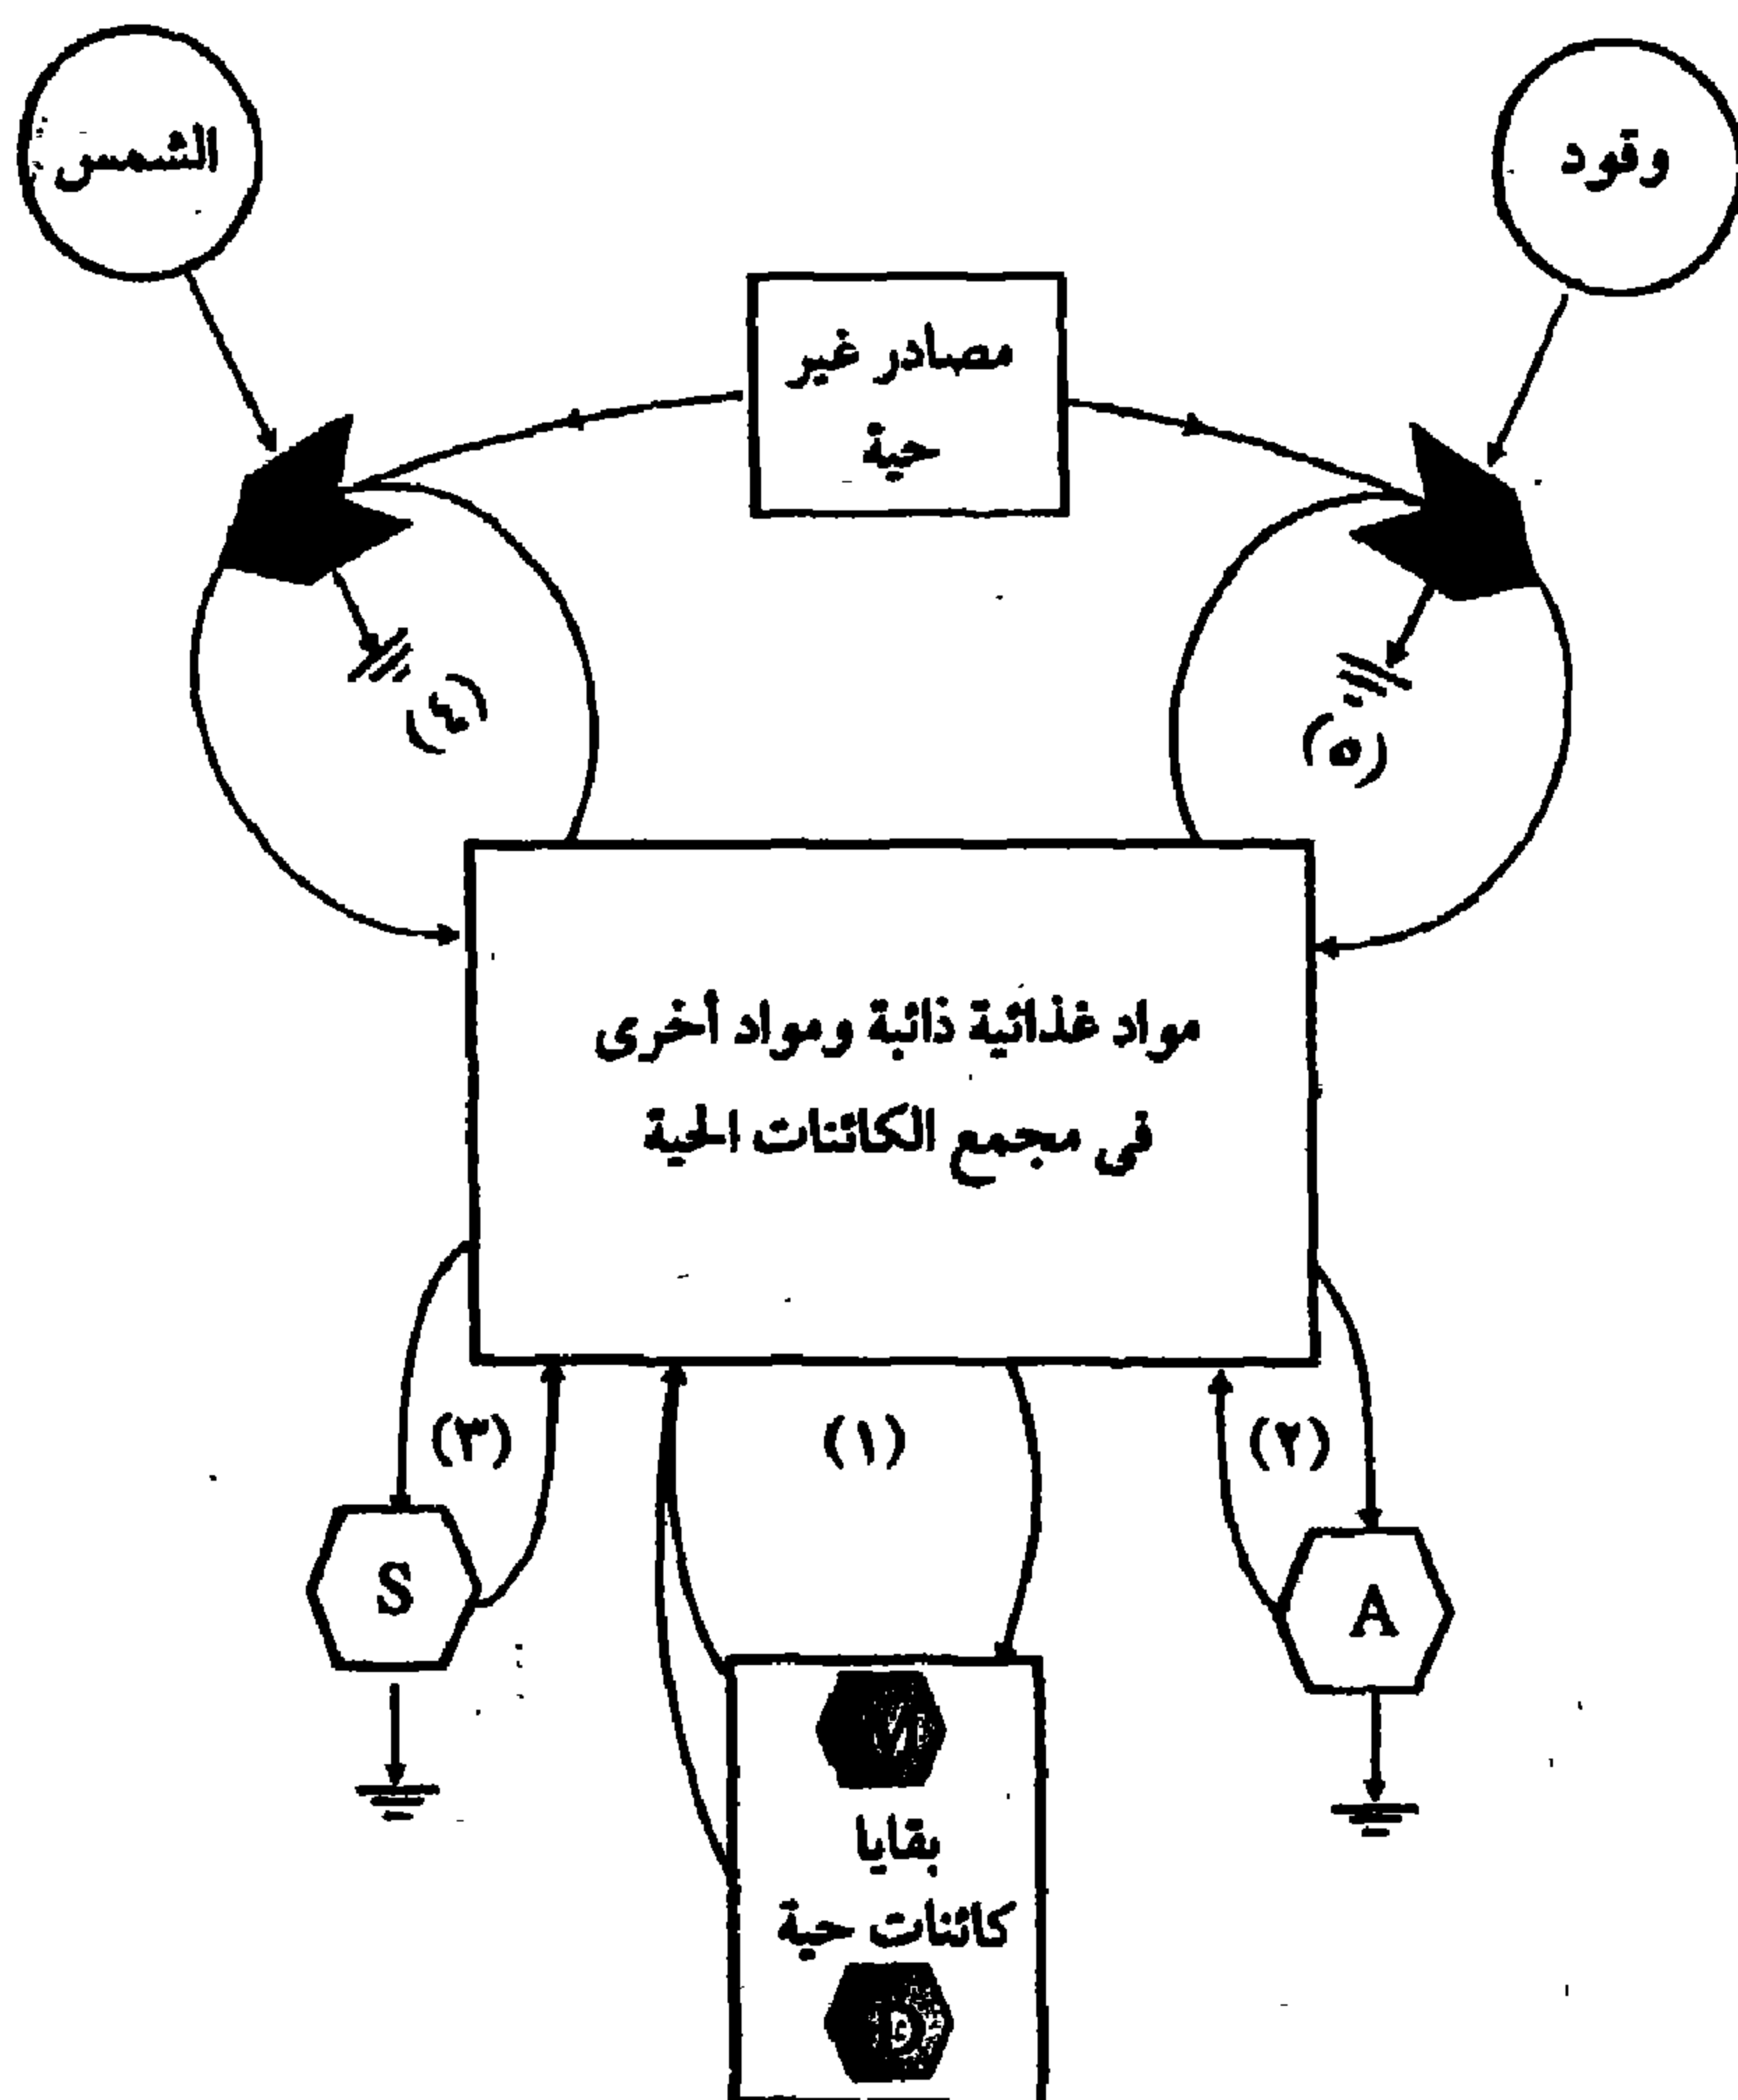 الشمس
وقود
مصادر غير
حية
(٤)
(٥)
مواد غذائية ذائبة ومواد أخرى
فى مجمع الكائنات الحية
(٣)
(١)
(٢)
S
A
بقايا
كائنات حية
D